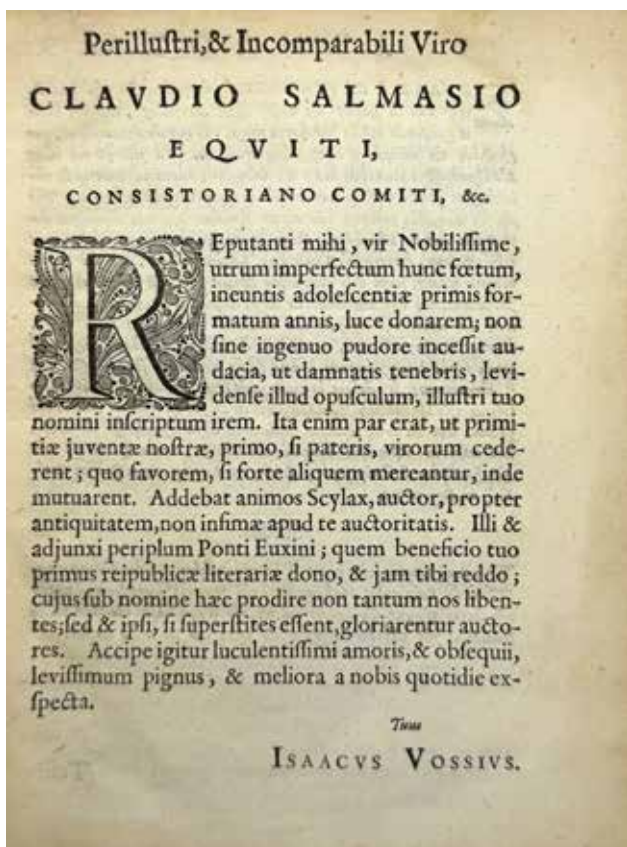 Perilluſtri,& Incomparabili Viro
CLAVDIO SALMASIO
EQVITI,
CONSISTORIANO COMITI, &c.
REputanti mihi, vir Nobiliſſime,
utrum imperfectum hunc fœtum,
ineuntis adoleſcentiæ primis for-
matum annis, luce donarem; non
ſine ingenuo pudore inceſſit au-
dacia, ut damnatis tenebris, levi-
denſe illud opuſculum, illuſtri tuo
nomini inſcriptum irem. Ita enim par erat, ut primi-
tiæ juventæ noſtræ, primo, ſi pateris, virorum cede-
rent; quo favorem, ſi forte aliquem mereantur, inde
mutuarent. Addebat animos Scylax, auctor, propter
antiquitatem, non infimæ apud te auctoritatis. Illi &
adjunxi periplum Ponti Euxini; quem beneficio tuo
primus reipublicæ literariæ dono, & jam tibi reddo;
cujus ſub nomine hæc prodire non tantum nos liben-
tes; ſed & ipſi, ſi ſuperſtites eſſent, gloriarentur aucto-
res. Accipe igitur luculentiſſimi amoris, & obſequii,
leviſſimum pignus, & meliora a nobis quotidie ex-
ſpecta.
Tuus
ISAACVS VOSSIVS.